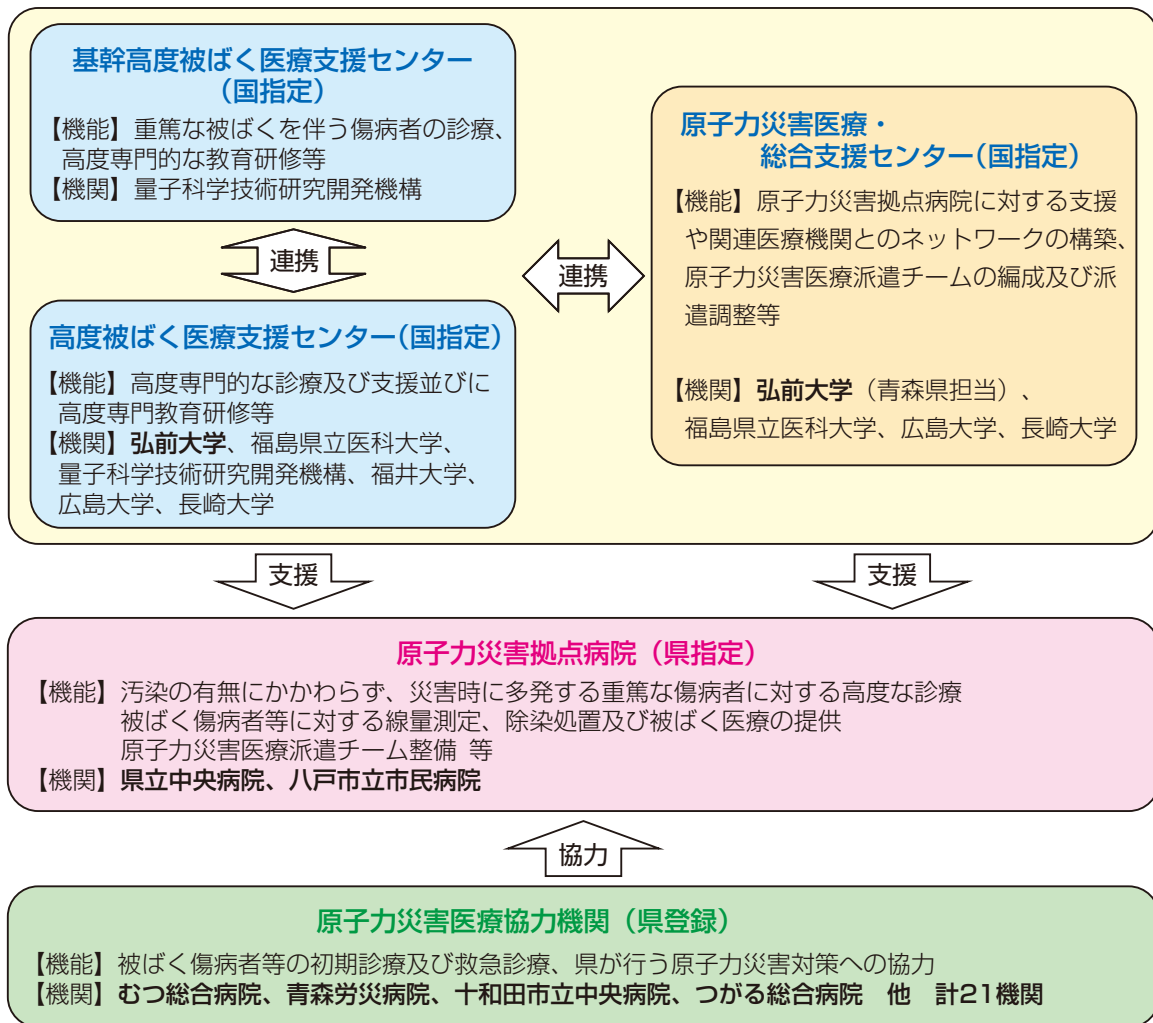 基幹高度被ばく医療支援センター
(国指定)
【機能】重篤な被ばくを伴う傷病者の診療、
高度専門的な教育研修等
【機関】量子科学技術研究開発機構
連携
高度被ばく医療支援センター(国指定)
【機能】高度専門的な診療及び支援並びに
高度専門教育研修等
【機関】弘前大学、福島県立医科大学、
量子科学技術研究開発機構、福井大学、
広島大学、長崎大学
連携
原子力災害医療・
総合支援センター(国指定)
【機能】原子力災害拠点病院に対する支援
や関連医療機関とのネットワークの構築、
原子力災害医療派遣チームの編成及び派
遣調整等
【機関】弘前大学（青森県担当）、
福島県立医科大学、広島大学、長崎大学
支援
支援
原子力災害拠点病院（県指定）
【機能】汚染の有無にかかわらず、災害時に多発する重篤な傷病者に対する高度な診療
被ばく傷病者等に対する線量測定、除染処置及び被ばく医療の提供
原子力災害医療派遣チーム整備 等
【機関】県立中央病院、八戸市立市民病院
協力
原子力災害医療協力機関（県登録）
【機能】被ばく傷病者等の初期診療及び救急診療、県が行う原子力災害対策への協力
【機関】むつ総合病院、青森労災病院、十和田市立中央病院、つがる総合病院　他　計21機関